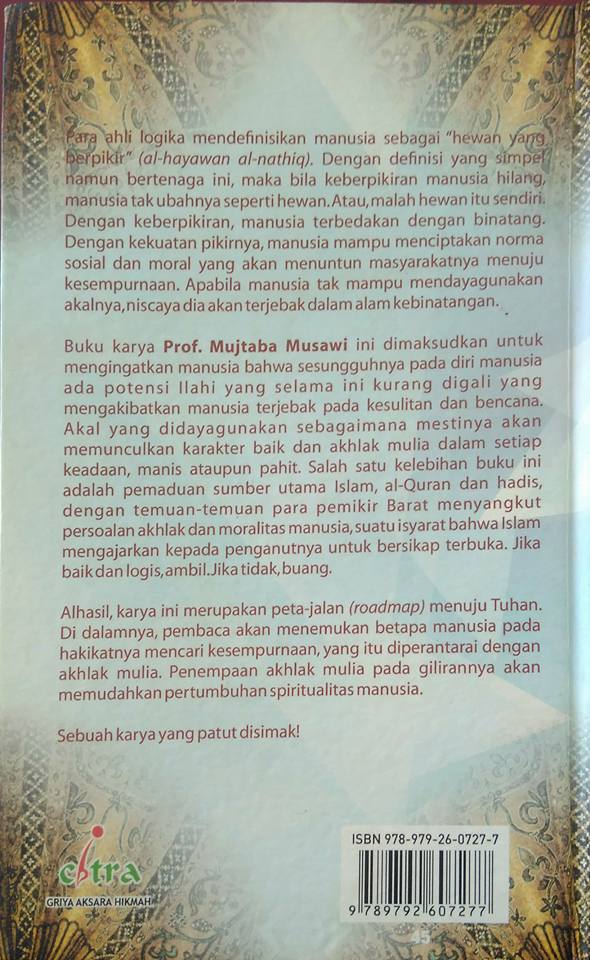 Para ahli logika mendefinisikan manusia sebagai "hewan yang
berpikir" (al-hayawan al-nathiq). Dengan definisi yang simpel
namun bertenaga ini, maka bila keberpikiran manusia hilang,
manusia tak ubahnya seperti hewan. Atau, malah hewan itu sendiri.
Dengan keberpikiran, manusia terbedakan dengan binatang.
Dengan kekuatan pikirnya, manusia mampu menciptakan norma
sosial dan moral yang akan menuntun masyarakatnya menuju
kesempurnaan. Apabila manusia tak mampu mendayagunakan
akalnya, niscaya dia akan terjebak dalam alam kebinatangan.
Buku karya Prof. Mujtaba Musawi ini dimaksudkan untuk
mengingatkan manusia bahwa sesungguhnya pada diri manusia
ada potensi Ilahi yang selama ini kurang digali yang
mengakibatkan manusia terjebak pada kesulitan dan bencana.
Akal yang didayagunakan sebagaimana mestinya akan
memunculkan karakter baik dan akhlak mulia dalam setiap
keadaan, manis ataupun pahit. Salah satu kelebihan buku ini
adalah pemaduan sumber utama Islam, al-Quran dan hadis,
dengan temuan-temuan para pemikir Barat menyangkut
persoalan akhlak dan moralitas manusia, suatu isyarat bahwa Islam
mengajarkan kepada penganutnya untuk bersikap terbuka. Jika
baik dan logis, ambil. Jika tidak, buang.
Alhasil, karya ini merupakan peta-jalan (roadmap) menuju Tuhan.
Di dalamnya, pembaca akan menemukan betapa manusia pada
hakikatnya mencari kesempurnaan, yang itu diperantarai dengan
akhlak mulia. Penempaan akhlak mulia pada gilirannya akan
memudahkan pertumbuhan spiritualitas manusia.
Sebuah karya yang patut disimak!
ISBN 978-979-26-0727-7
9 789792 607277
citra
GRIYA AKSARA HIKMAH